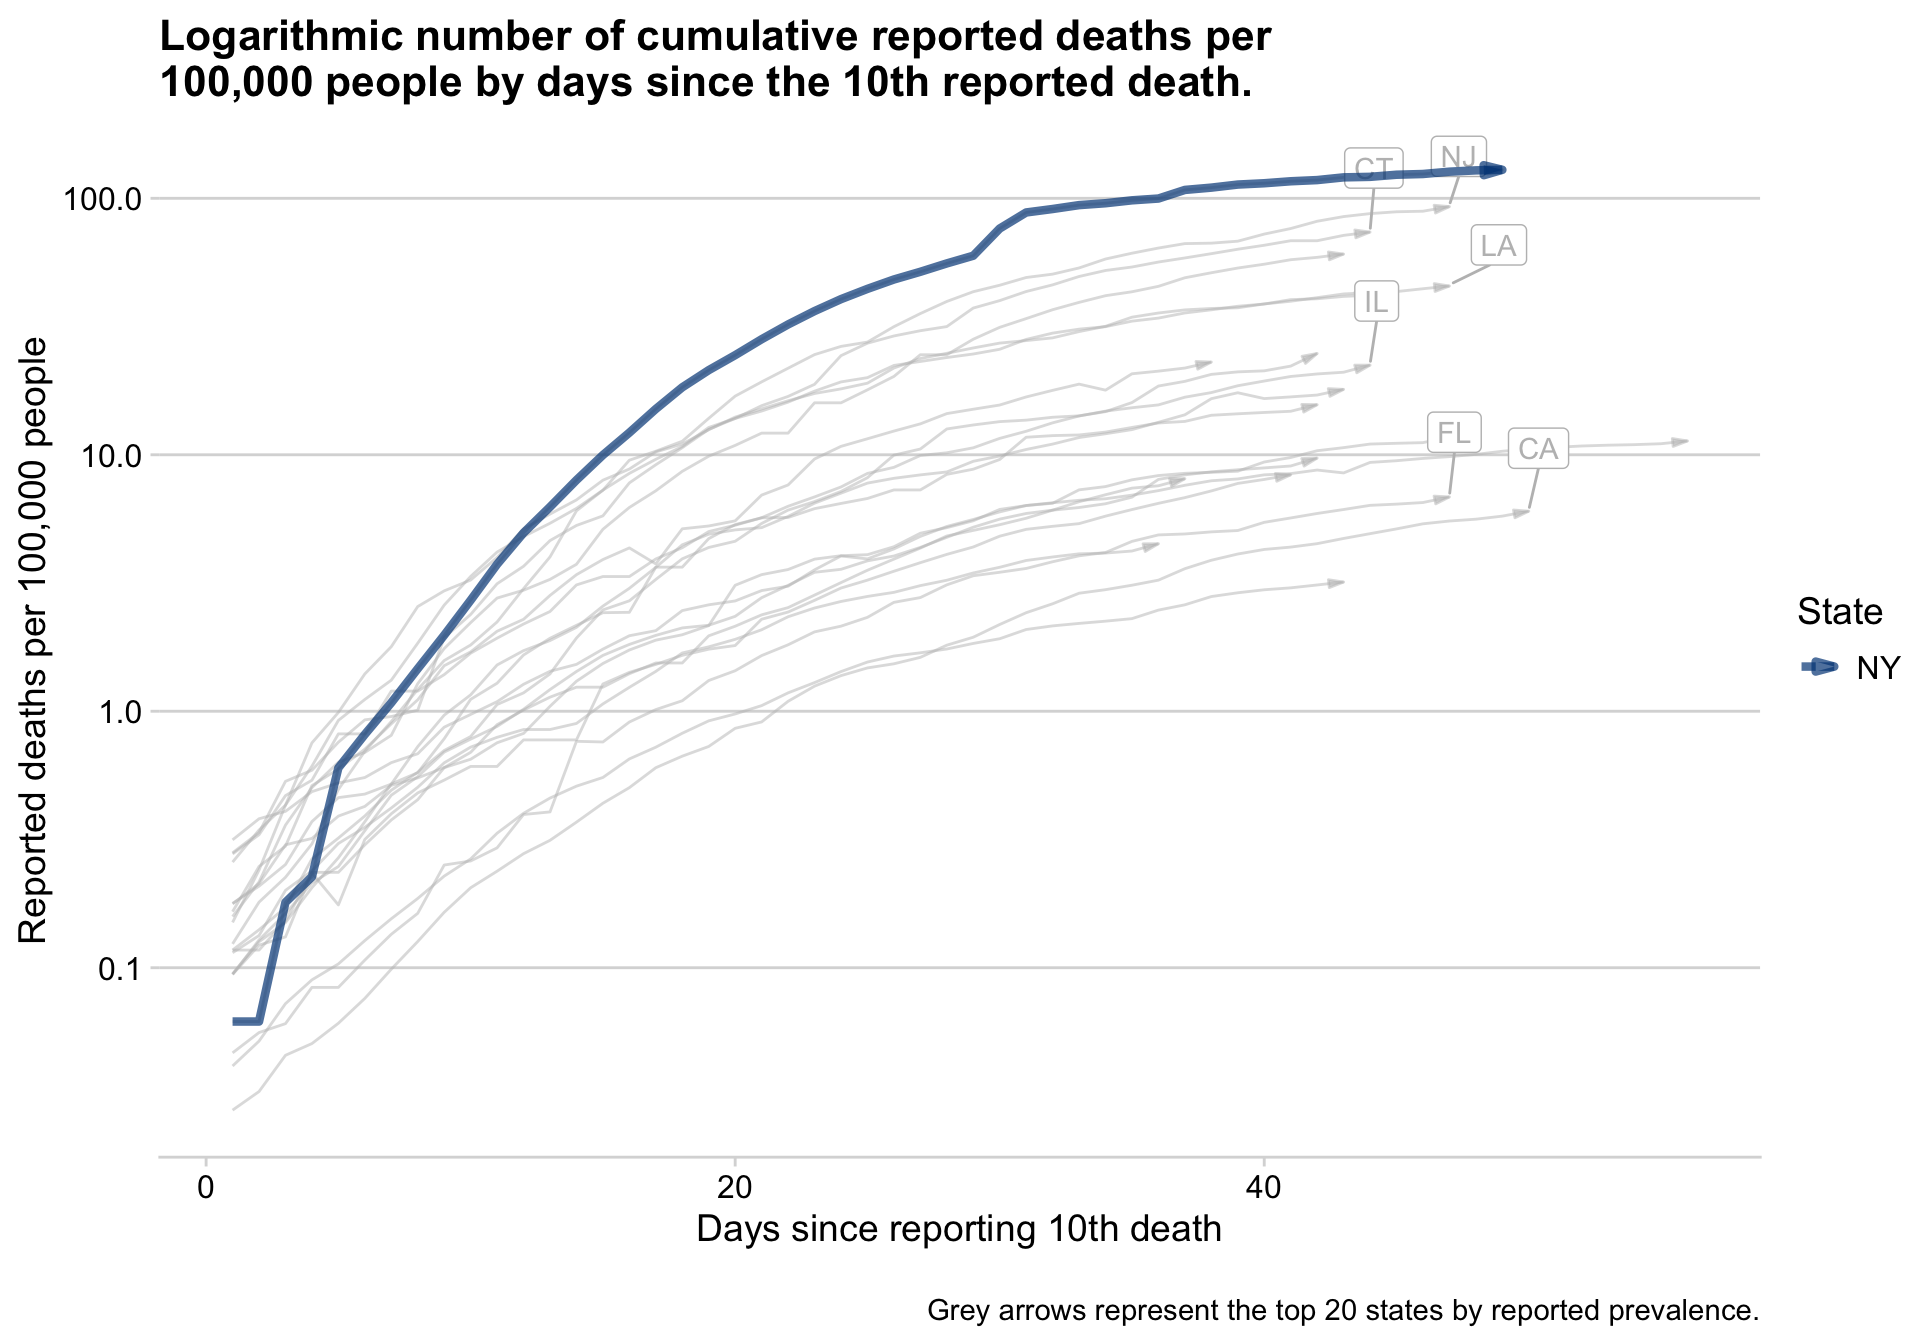 Logarithmic number of cumulative reported deaths per
100,000 people by days since the 10th reported death.
Reported deaths per 100,000 people
100.0
10.0
1.0
0.1
CT
NJ
LA
IL
FL
CA
State
NY
0
20
40
Days since reporting 10th death
Grey arrows represent the top 20 states by reported prevalence.